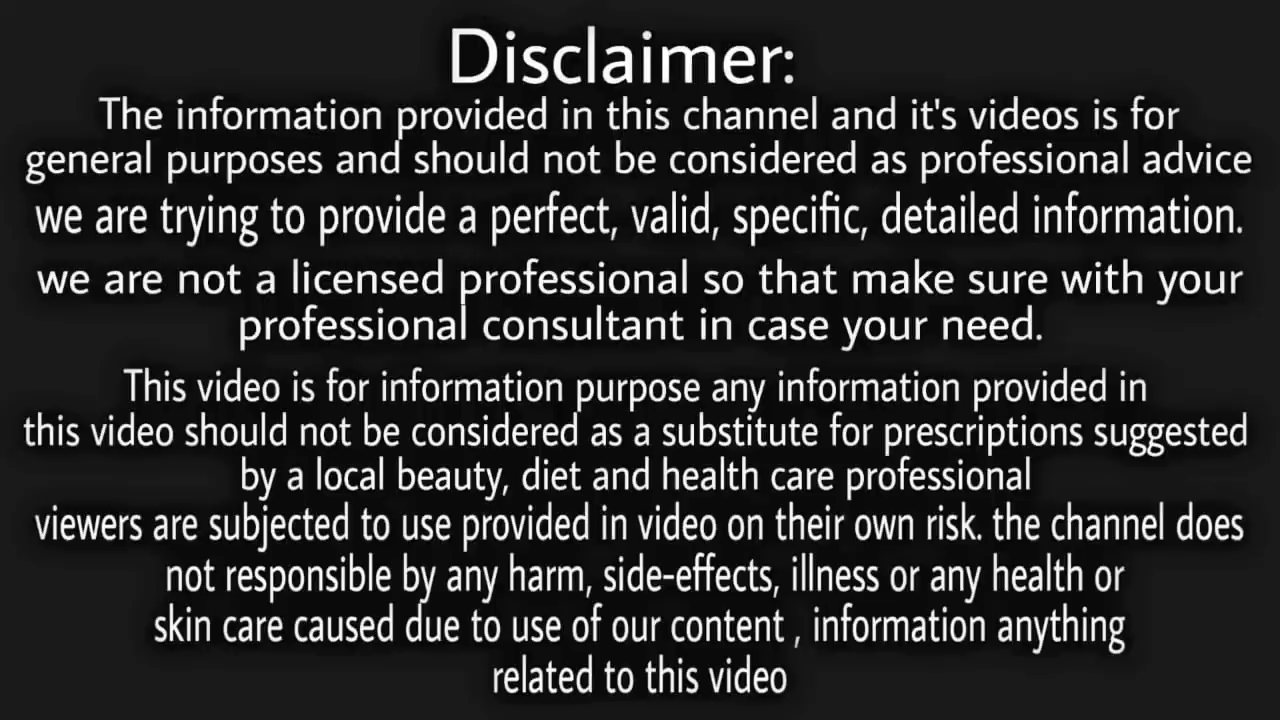 Disclaimer:
The information provided in this channel and it's videos is for
general purposes and should not be considered as professional advice
we are trying to provide a perfect, valid, specific, detailed information.
we are not a licensed professional so that make sure with your
professional consultant in case your need.
This video is for information purpose any information provided in
this video should not be considered as a substitute for prescriptions suggested
by a local beauty, diet and health care professional
viewers are subjected to use provided in video on their own risk. the channel does
not responsible by any harm, side-effects, illness or any health or
skin care caused due to use of our content , information anything
related to this video